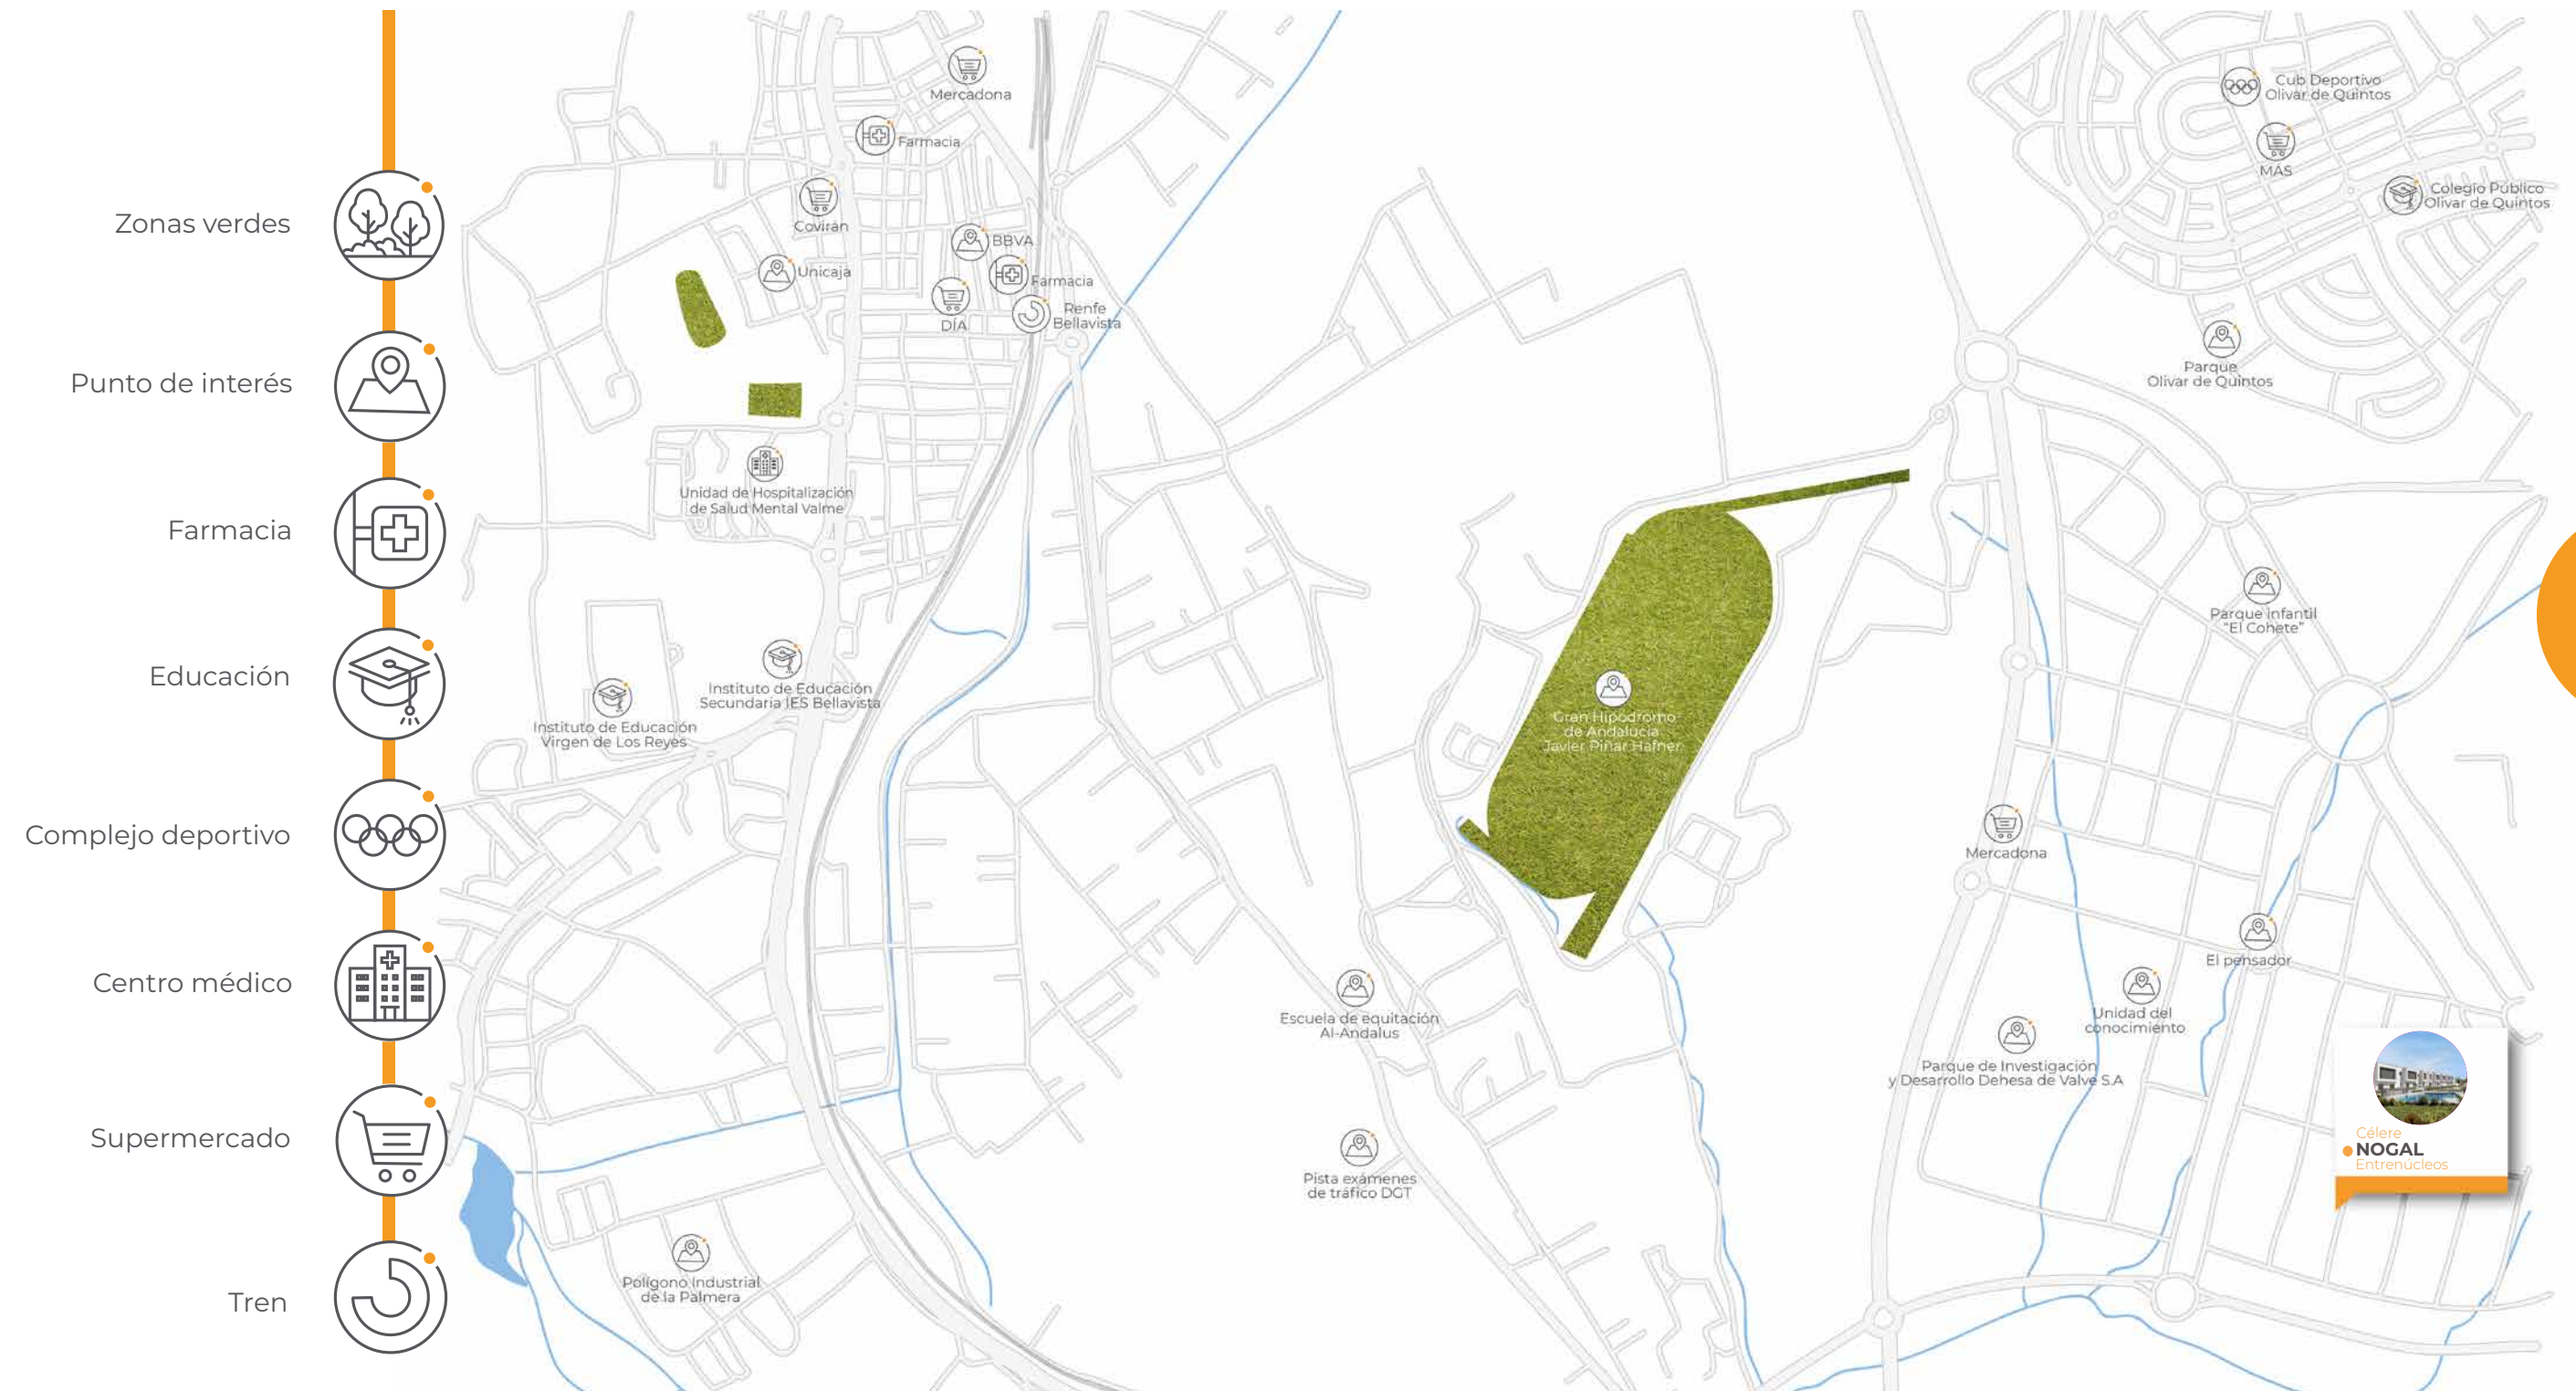 Zonas verdes
Punto de interés
Farmacia
Educación
Complejo deportivo
Centro médico
Supermercado
Tren
Mercadona
Farmacia
Covirán
BBVA
Unicaja
Farmacia
DÍA
Renfe
Bellavista
Unidad de Hospitalización
de Salud Mental Valme
Instituto de Educación
Secundaria IES Bellavista
Instituto de Educación
Virgen de Los Reyes
Polígono Industrial
de la Palmera
Gran Hipódromo
de Andalucía
Javier Piñar Hafner
Escuela de equitación
Al-Andalus
Pista exámenes
de tráfico DGT
Cub Deportivo
Olivar de Quintos
MAS
Colegio Público
Olivar de Quintos
Parque
Olivar de Quintos
Parque infantil
"El Cohete"
Mercadona
El pensador
Unidad del
conocimiento
Parque de Investigación
y Desarrollo Dehesa de Valve S.A
Célere
NOGAL
Entrenúcleos